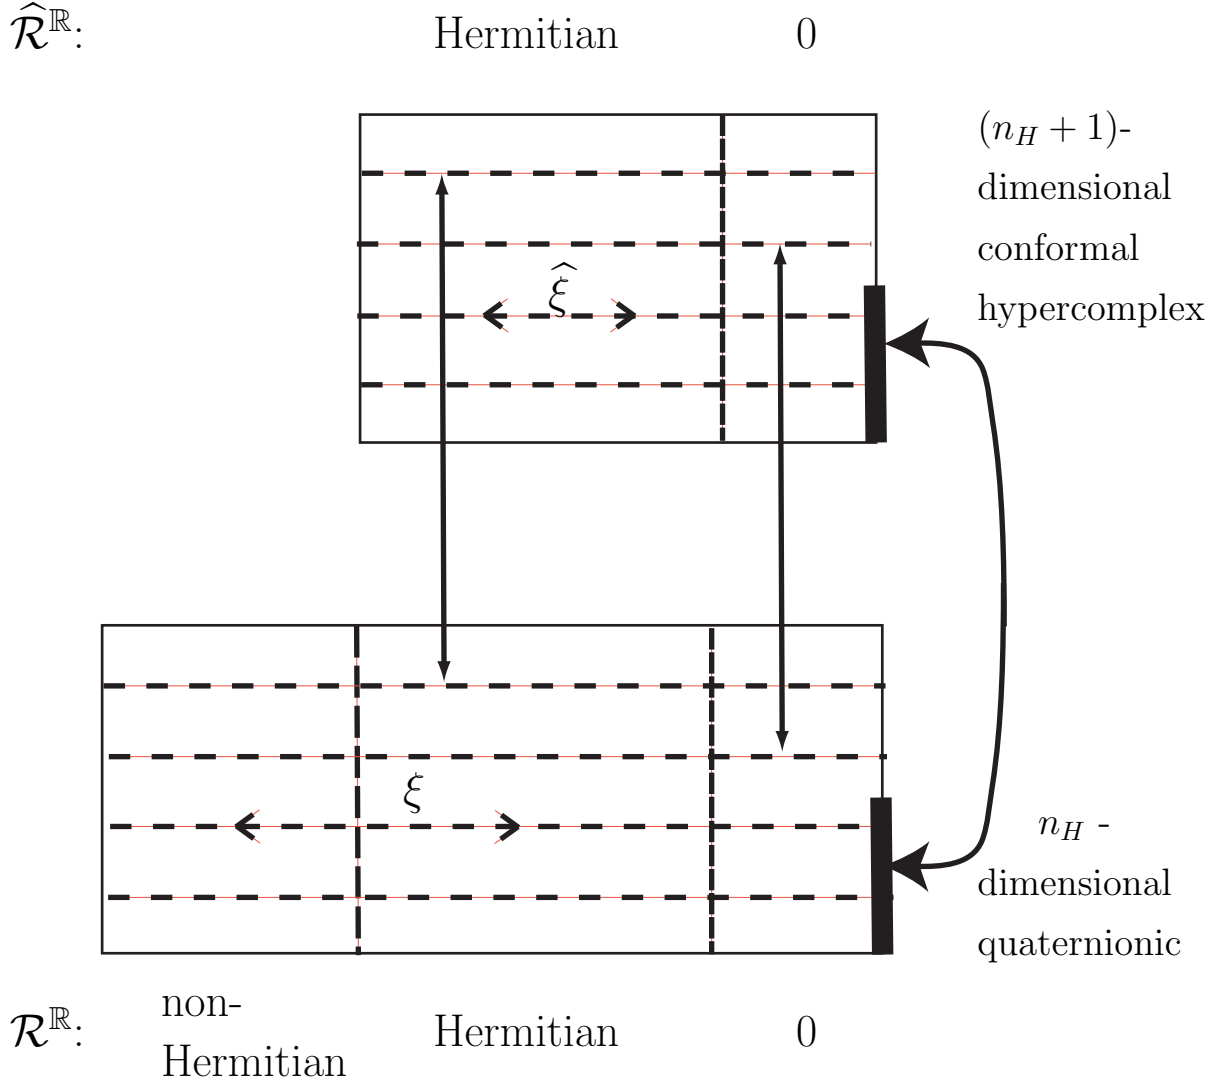 $\widehat{\mathcal{R}}^{\mathbb{R}}$: Hermitian 0
$(n_H + 1)$-
dimensional
conformal
hypercomplex
$\widehat{\xi}$
$\xi$
$n_H$ -
dimensional
quaternionic
non-
$\mathcal{R}^{\mathbb{R}}$: Hermitian 0
Hermitian